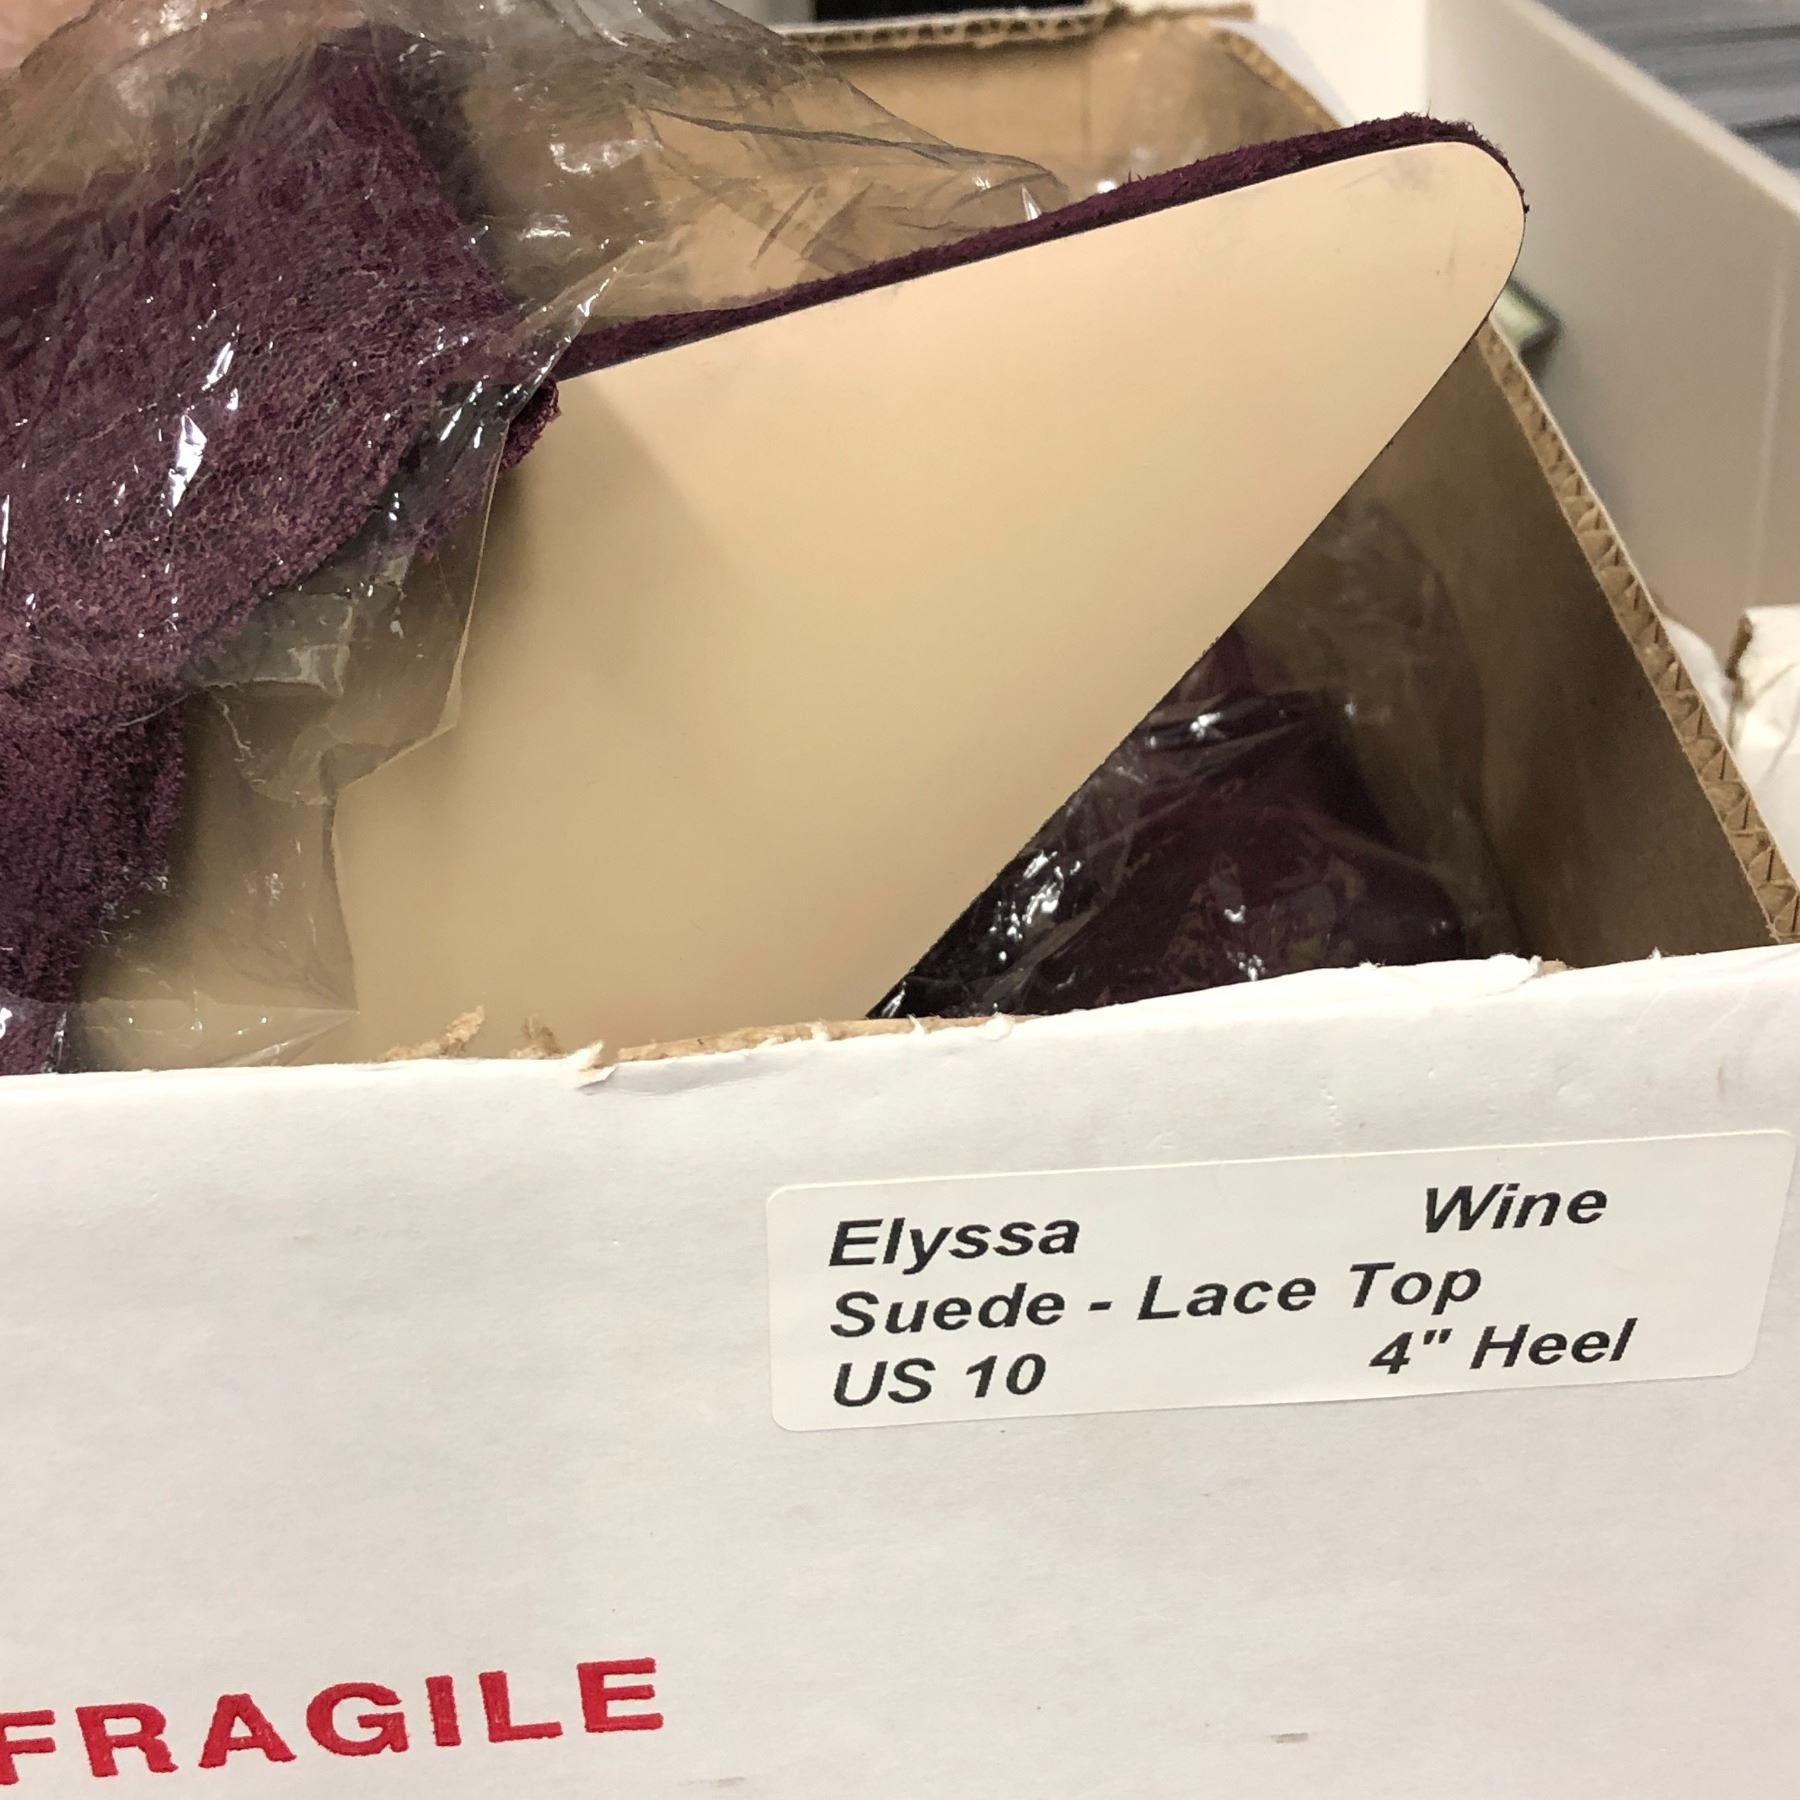 Elyssa Wine
Suede - Lace Top
US 10 4" Heel
FRAGILE